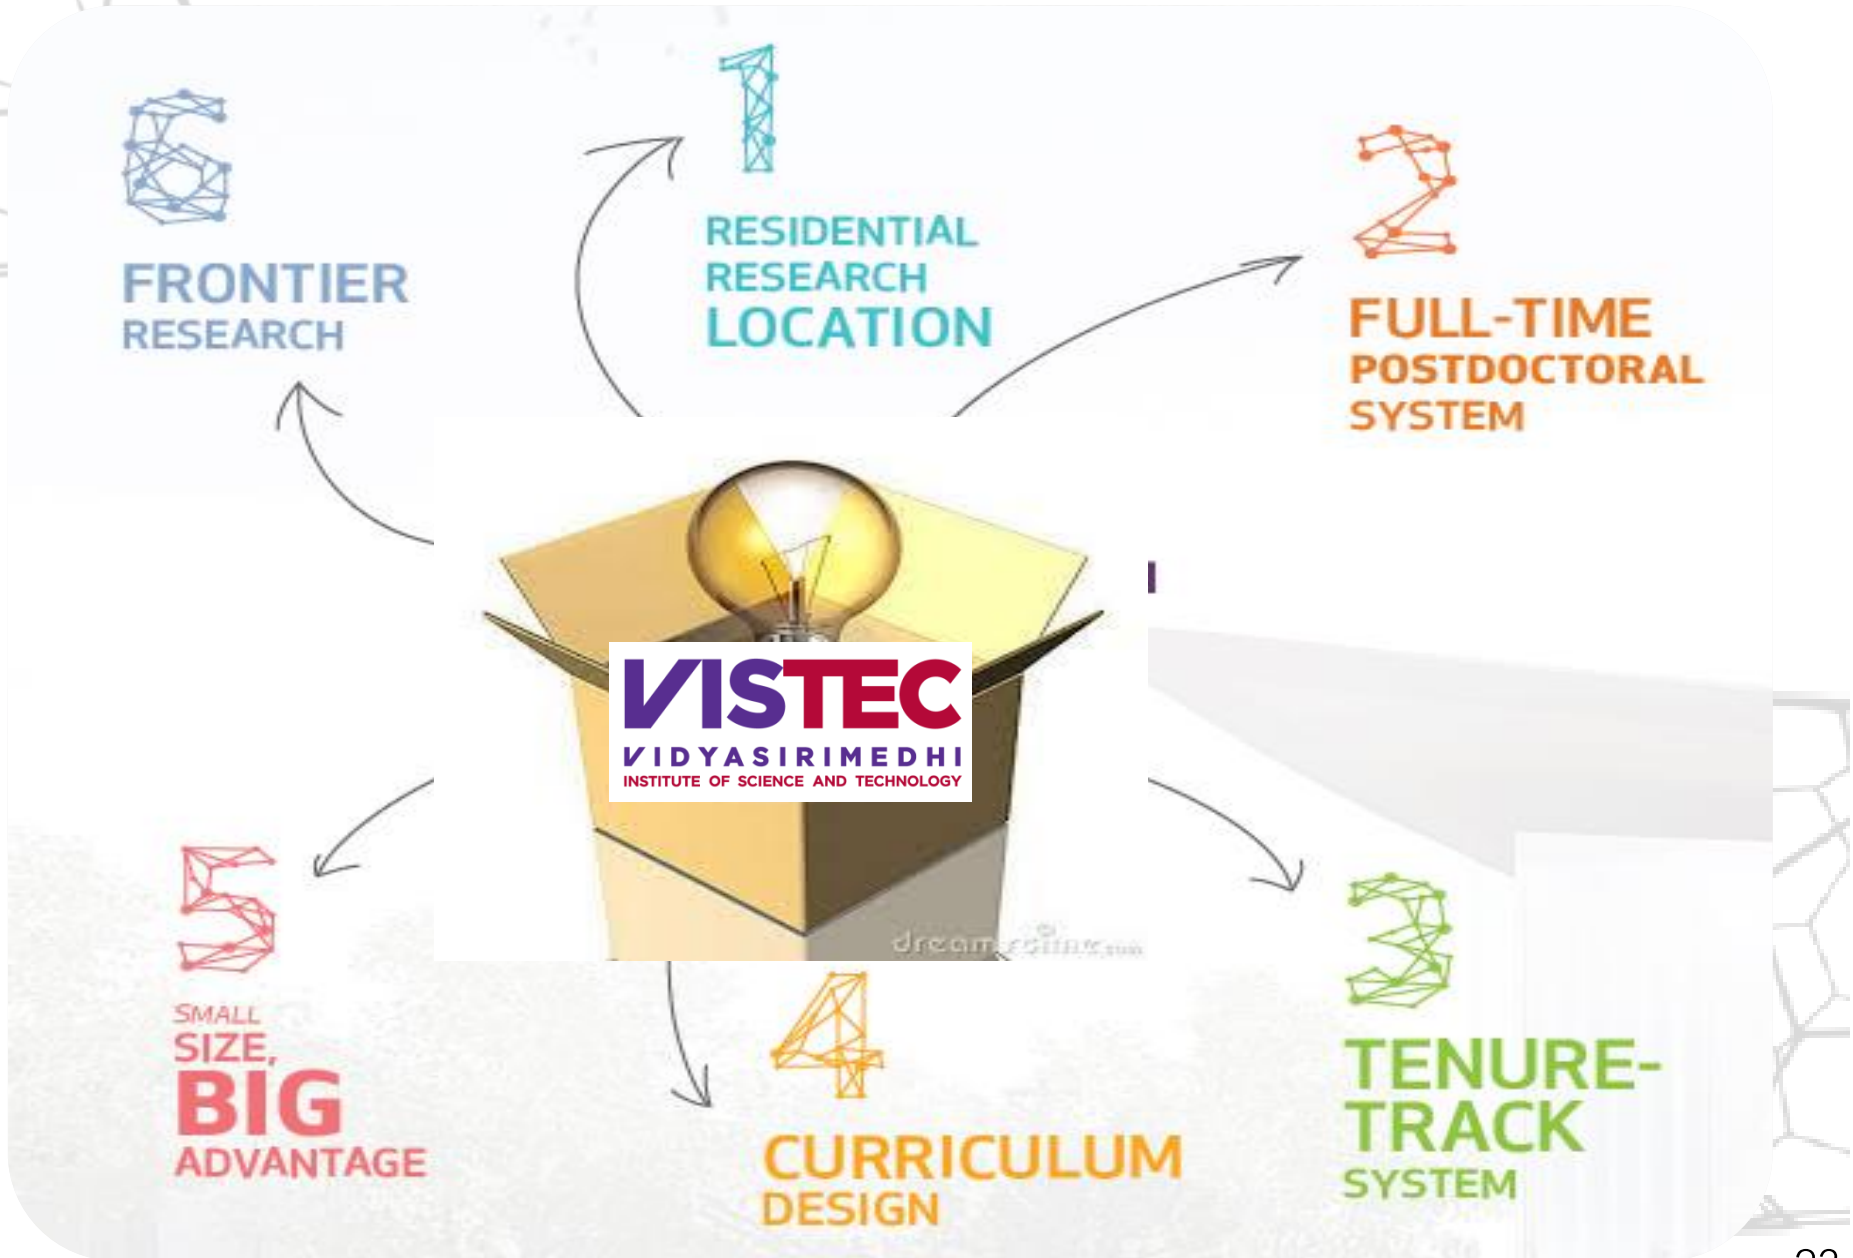 1
RESIDENTIAL
RESEARCH
LOCATION
2
FULL-TIME
POSTDOCTORAL
SYSTEM
3
TENURE-
TRACK
SYSTEM
4
CURRICULUM
DESIGN
5
SMALL
SIZE,
BIG
ADVANTAGE
6
FRONTIER
RESEARCH
VISTEC
VIDYASIRIMEDHI
INSTITUTE OF SCIENCE AND TECHNOLOGY